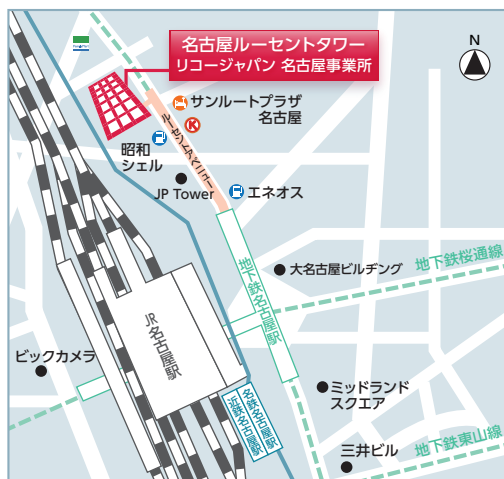 名古屋ルーセントタワー
リコージャパン 名古屋事業所
N
サンルートプラザ
名古屋
K
昭和
シェル
ルーセントアベニュー
JP Tower
エネオス
大名古屋ビルヂング
地下鉄桜通線
地下鉄名古屋駅
JR名古屋駅
ビックカメラ
名鉄名古屋駅
近鉄名古屋駅
ミッドランド
スクエア
三井ビル
地下鉄東山線